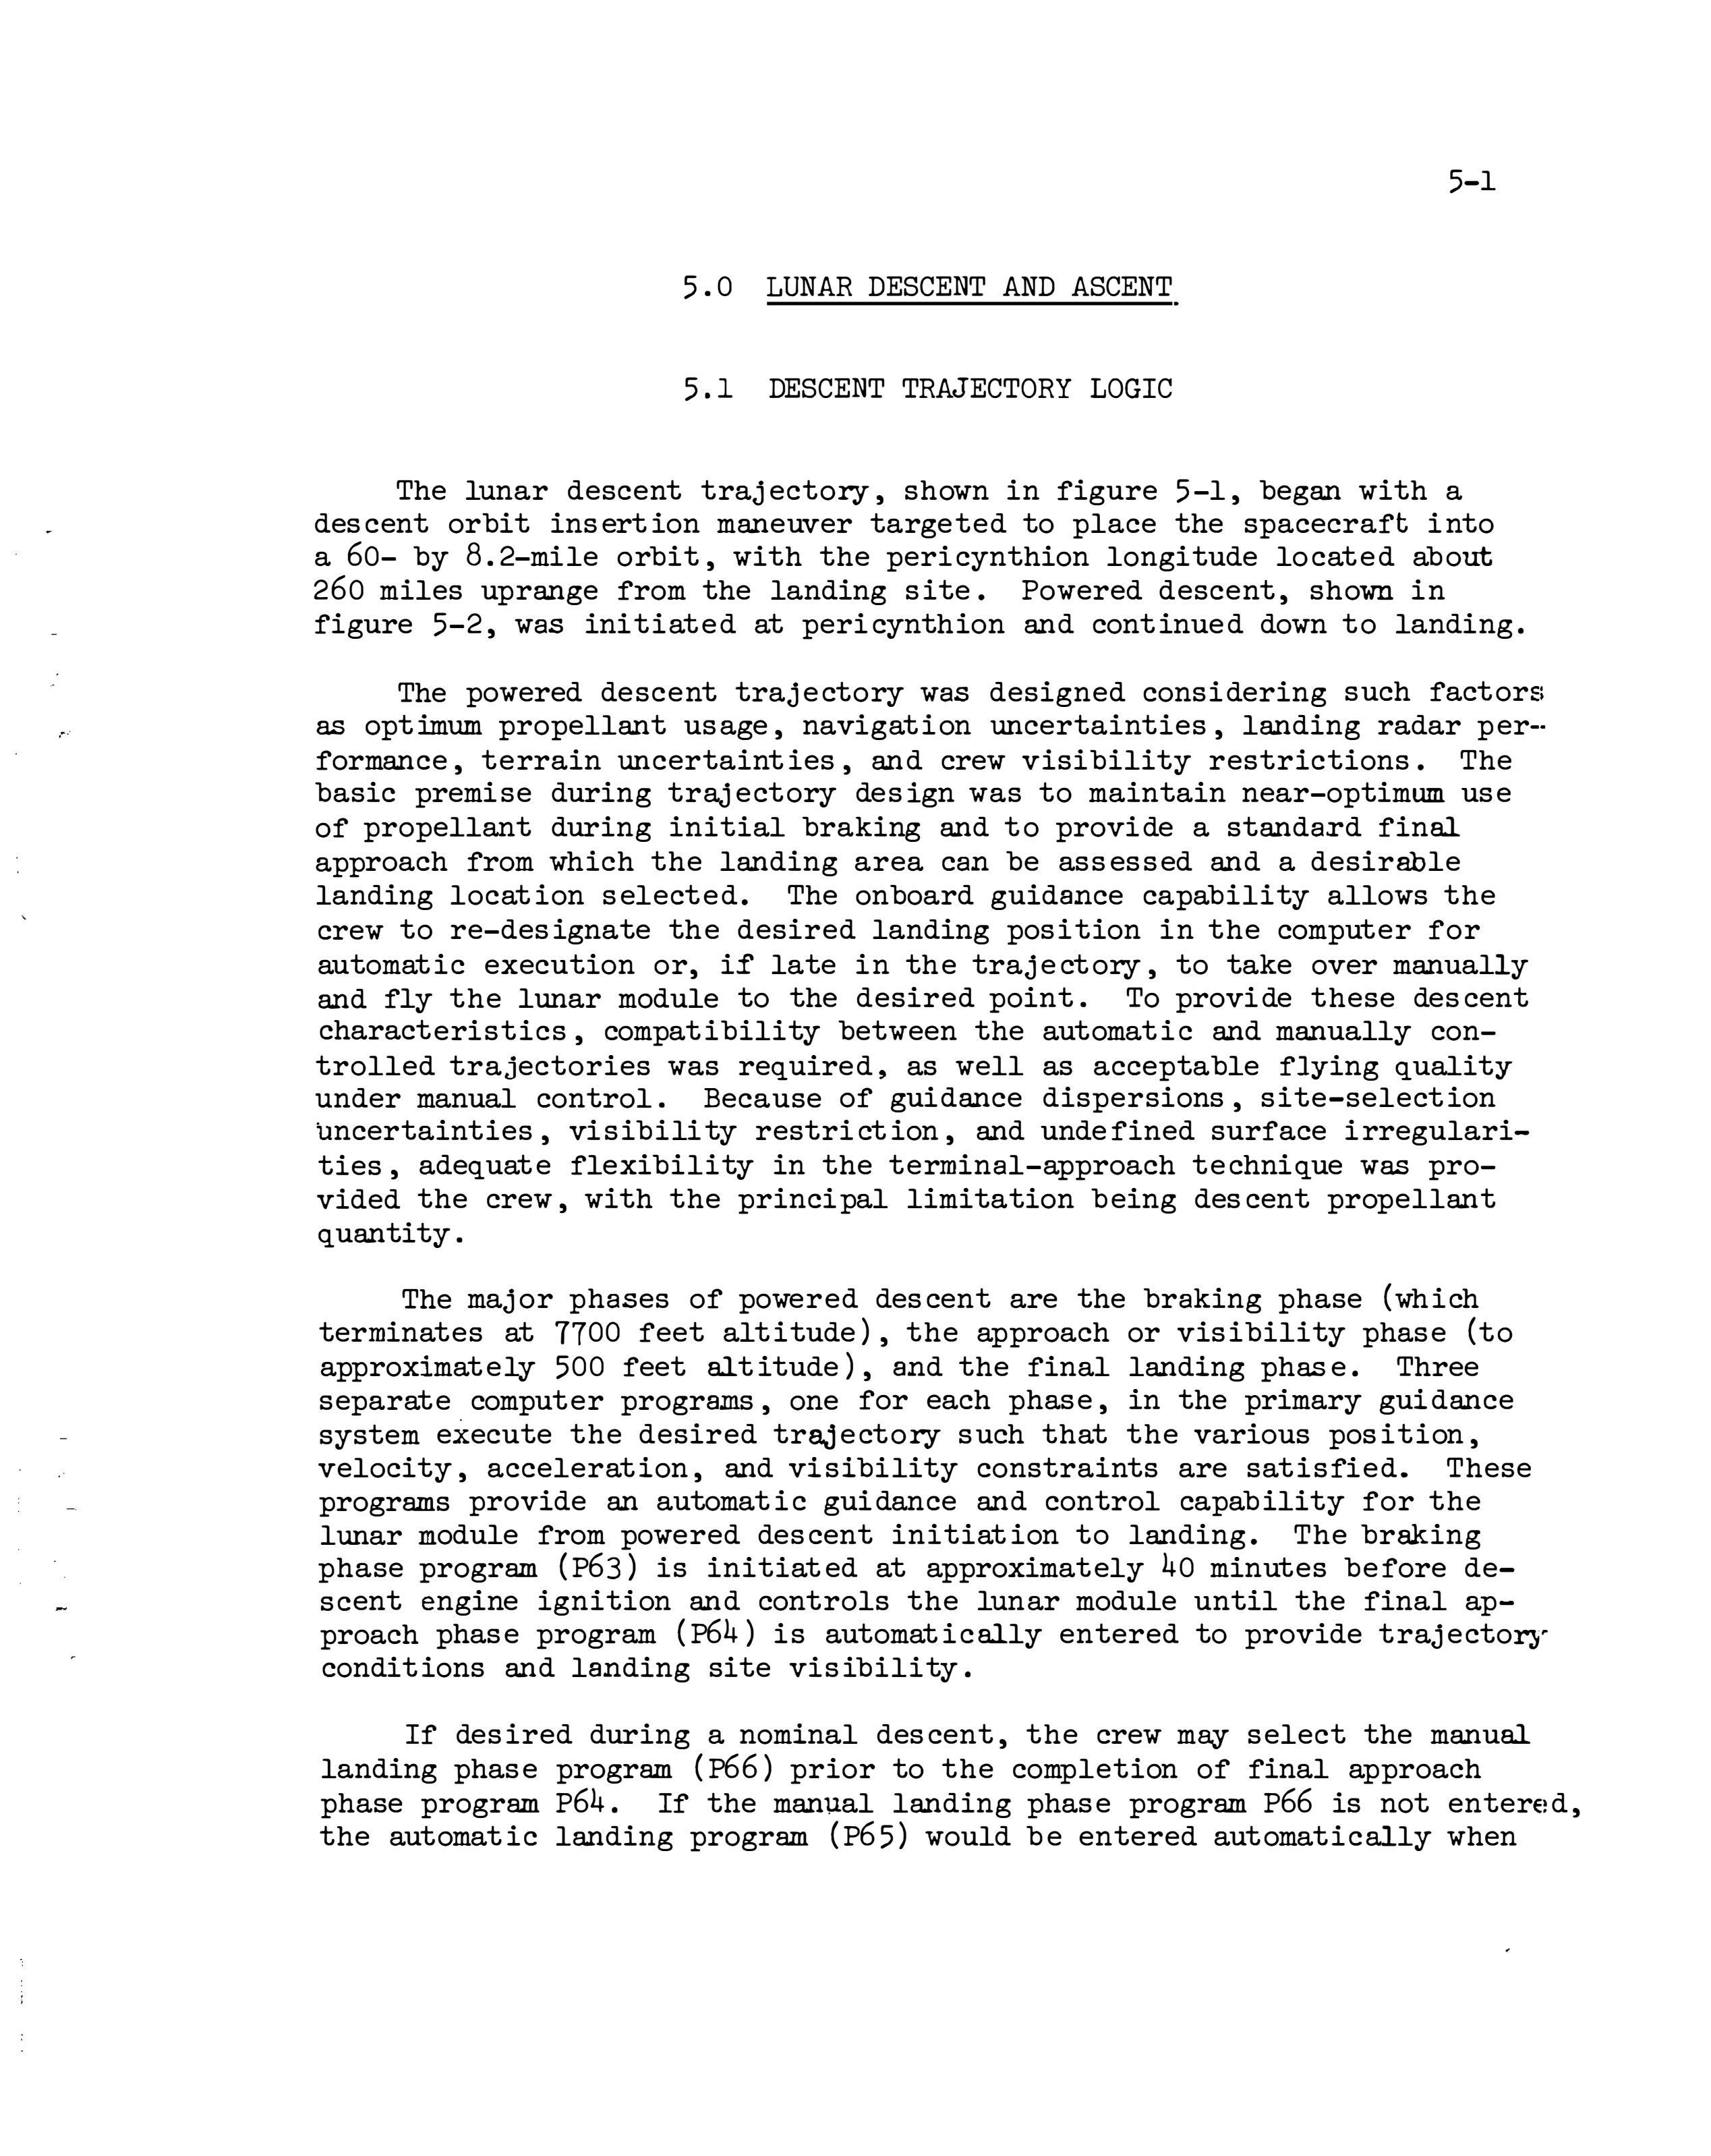 5-1
5.0 LUNAR DESCENT AND ASCENT
5.1 DESCENT TRAJECTORY LOGIC
The lunar descent trajectory, shown in figure 5-1, began with a
descent orbit insertion maneuver targeted to place the spacecraft into
a 60- by 8.2-mile orbit, with the pericynthion longitude located about
260 miles uprange from the landing site. Powered descent, shown in
figure 5-2, was initiated at pericynthion and continued down to landing.
The powered descent trajectory was designed considering such factors
as optimum propellant usage, navigation uncertainties, landing radar per-
formance, terrain uncertainties, and crew visibility restrictions. The
basic premise during trajectory design was to maintain near-optimum use
of propellant during initial braking and to provide a standard final
approach from which the landing area can be assessed and a desirable
landing location selected. The onboard guidance capability allows the
crew to re-designate the desired landing position in the computer for
automatic execution or, if late in the trajectory, to take over manually
and fly the lunar module to the desired point. To provide these descent
characteristics, compatibility between the automatic and manually con-
trolled trajectories was required, as well as acceptable flying quality
under manual control. Because of guidance dispersions, site-selection
uncertainties, visibility restriction, and undefined surface irregulari-
ties, adequate flexibility in the terminal-approach technique was pro-
vided the crew, with the principal limitation being descent propellant
quantity.
The major phases of powered descent are the braking phase (which
terminates at 7700 feet altitude), the approach or visibility phase (to
approximately 500 feet altitude), and the final landing phase. Three
separate computer programs, one for each phase, in the primary guidance
system execute the desired trajectory such that the various position,
velocity, acceleration, and visibility constraints are satisfied. These
programs provide an automatic guidance and control capability for the
lunar module from powered descent initiation to landing. The braking
phase program (P63) is initiated at approximately 40 minutes before de-
scent engine ignition and controls the lunar module until the final ap-
proach phase program (P64) is automatically entered to provide trajectory
conditions and landing site visibility.
If desired during a nominal descent, the crew may select the manual
landing phase program (P66) prior to the completion of final approach
phase program P64. If the manual landing phase program P66 is not entered,
the automatic landing program (P65) would be entered automatically when